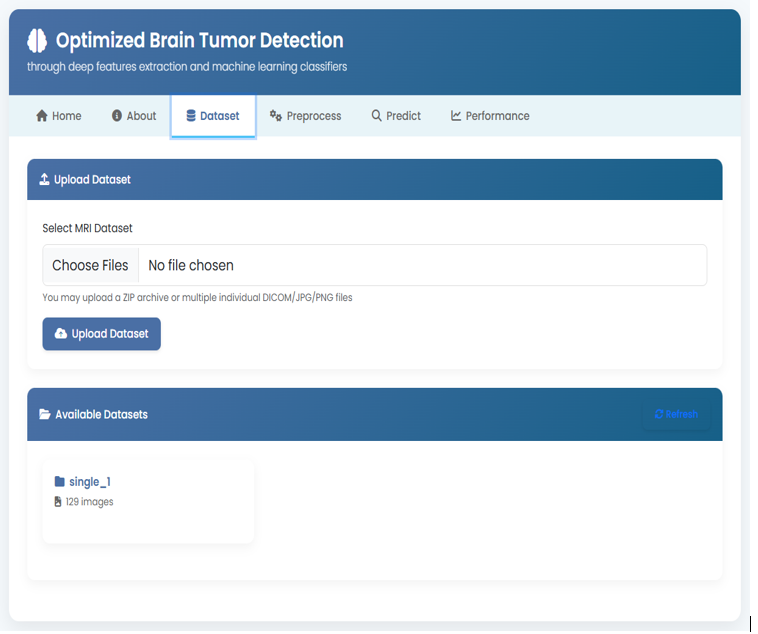 Optimized Brain Tumor Detection
through deep features extraction and machine learning classifiers
Home About Dataset Preprocess Predict Performance
Upload Dataset
Select MRI Dataset
Choose Files No file chosen
You may upload a ZIP archive or multiple individual DICOM/JPG/PNG files
Upload Dataset
Available Datasets Refresh
single_1
129 images